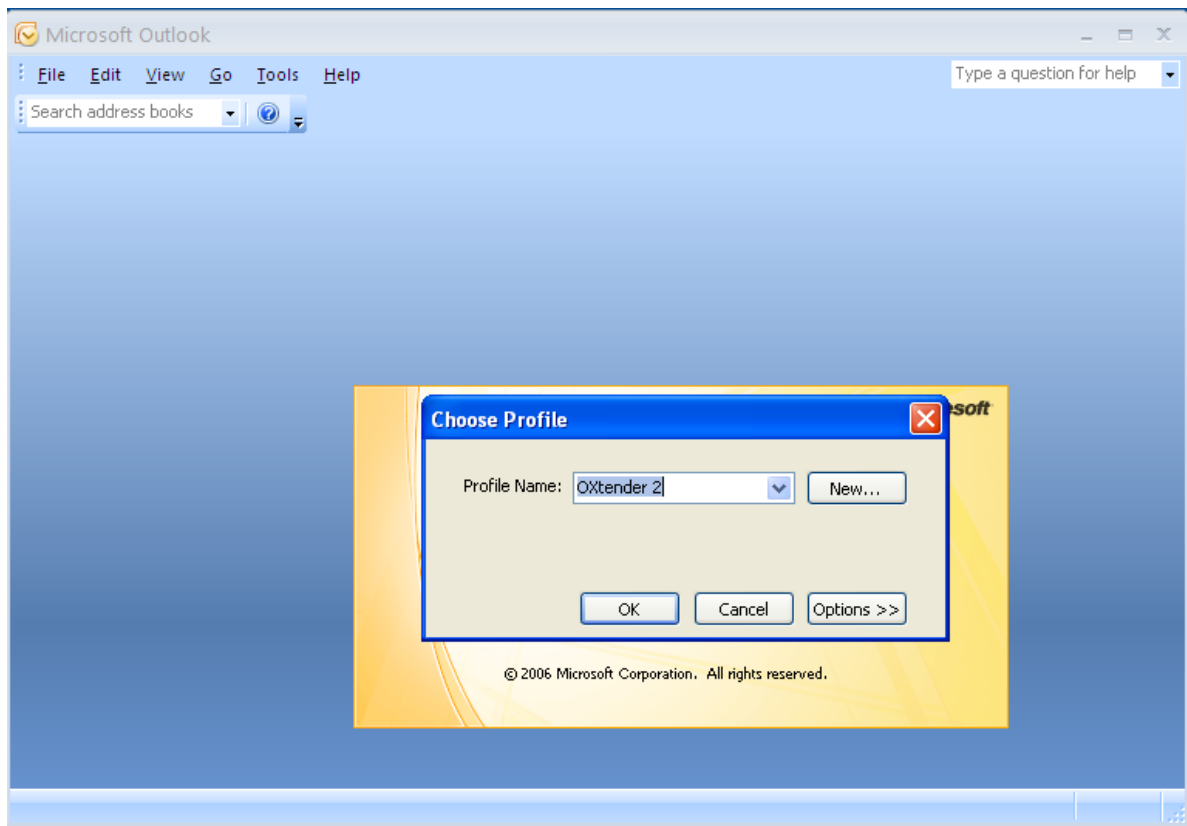 Microsoft Outlook
File Edit View Go Tools Help
Type a question for help
Search address books
soft
Choose Profile
Profile Name: OXtender 2 New...
OK Cancel Options >>
© 2006 Microsoft Corporation. All rights reserved.